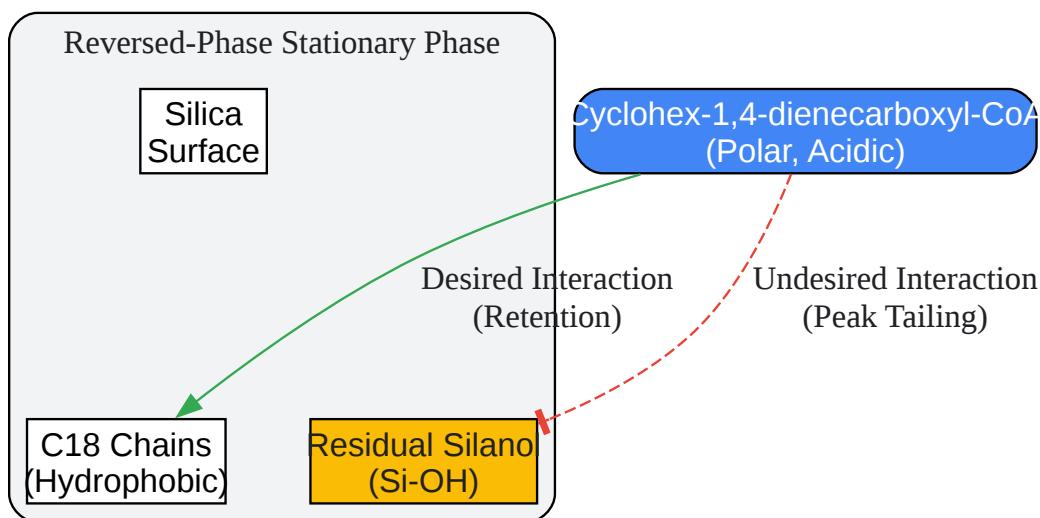 Reversed-Phase Stationary Phase
Silica
Surface
Cyclohex-1,4-dienecarboxyl-CoA
(Polar, Acidic)
Desired Interaction
(Retention)
Undesired Interaction
(Peak Tailing)
C18 Chains
(Hydrophobic)
Residual Silanol
(Si-OH)